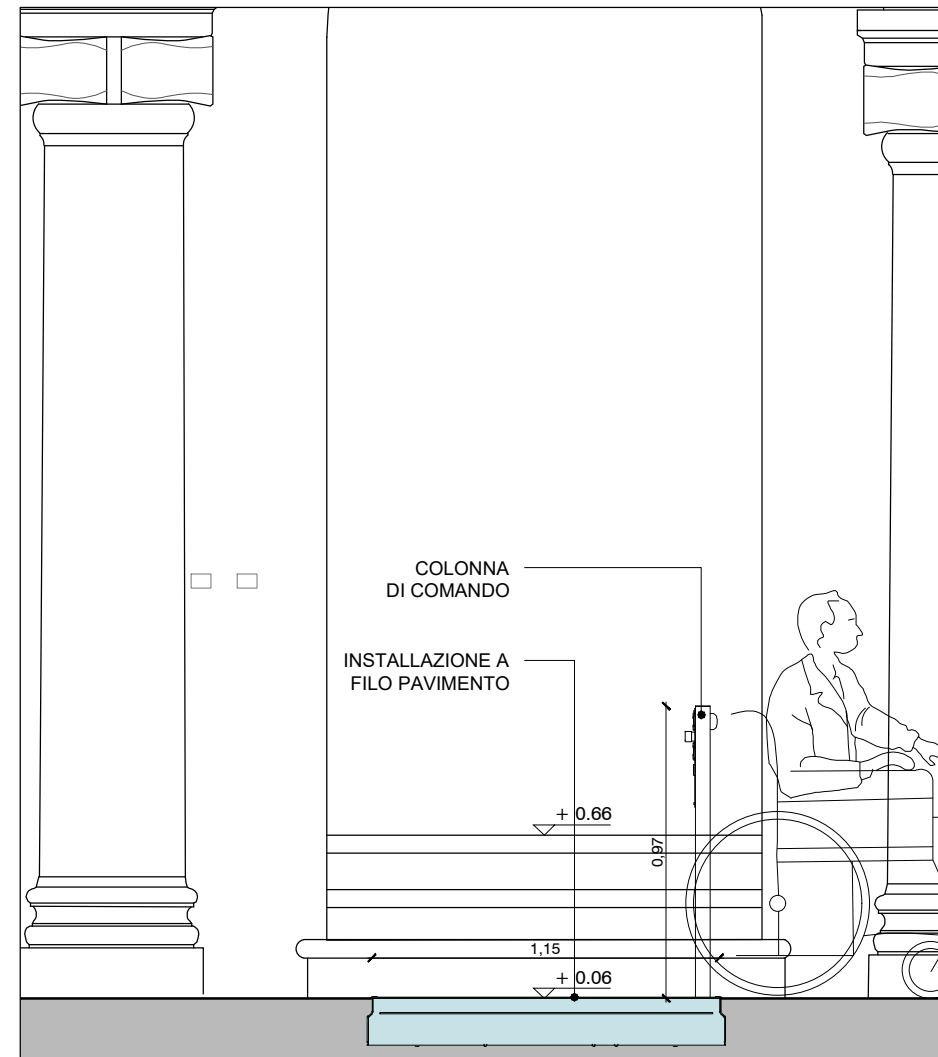 COLONNA
DI COMANDO
INSTALLAZIONE A
FILO PAVIMENTO
+ 0.66
0,97
1,15
+ 0.06